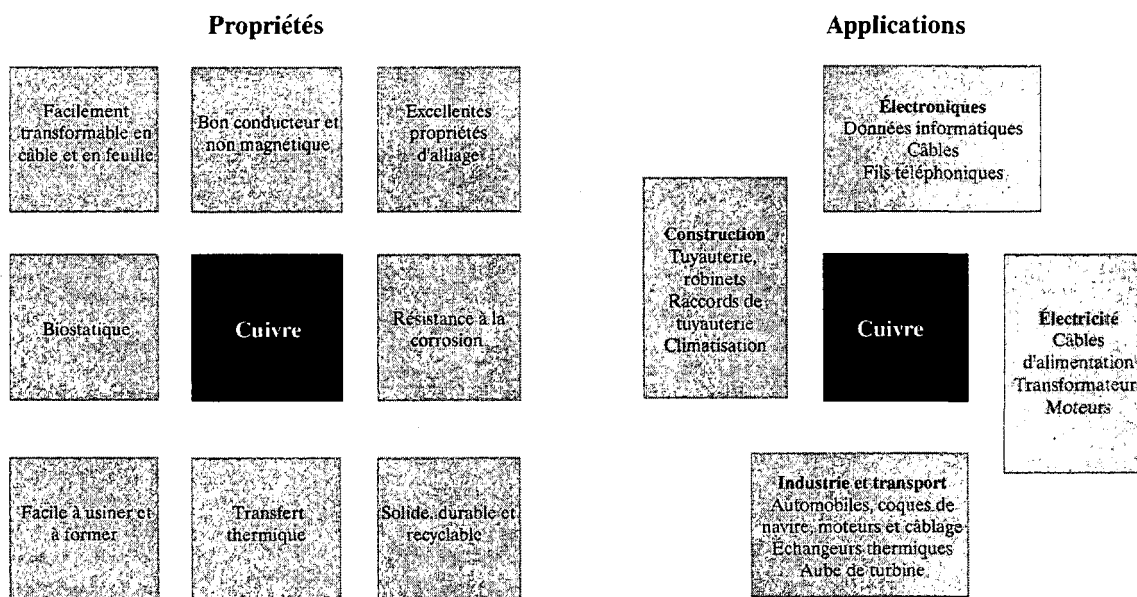 Propriétés
Facilement
transformable en
câble et en feuille
Bon conducteur et
non magnétique
Excellentes
propriétés
d'alliage
Biostatique
Cuivre
Résistance à la
corrosion
Facile à usiner et
à former
Transfert
thermique
Solide, durable et
recyclable
Applications
Électroniques
Données informatiques
Câbles
Fils téléphoniques
Construction
Tuyauterie,
robinets
Raccords de
tuyauterie
Climatisation
Cuivre
Électricité
Câbles
d'alimentation
Transformateurs
Moteurs
Industrie et transport
Automobiles, coques de
navire, moteurs et câblage
Échangeurs thermiques
Aube de turbine